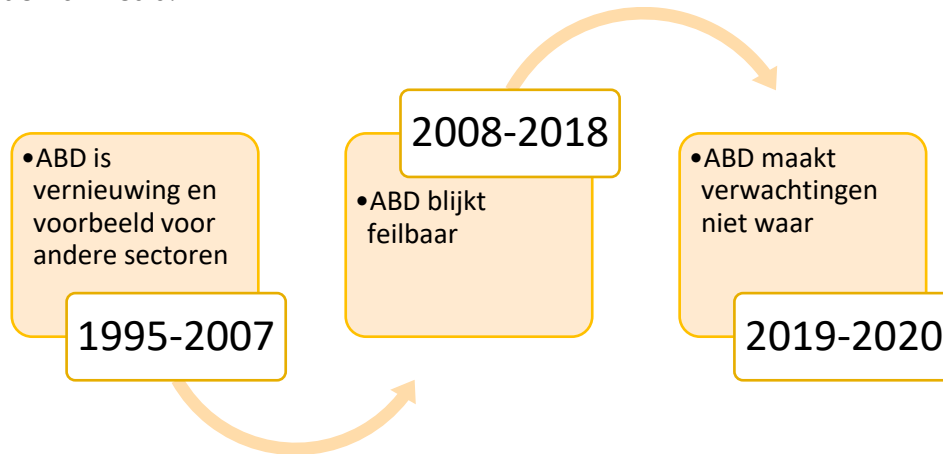 •ABD is
vernieuwing en
voorbeeld voor
andere sectoren
1995-2007
2008-2018
•ABD blijkt
feilbaar
•ABD maakt
verwachtingen
niet waar
2019-2020